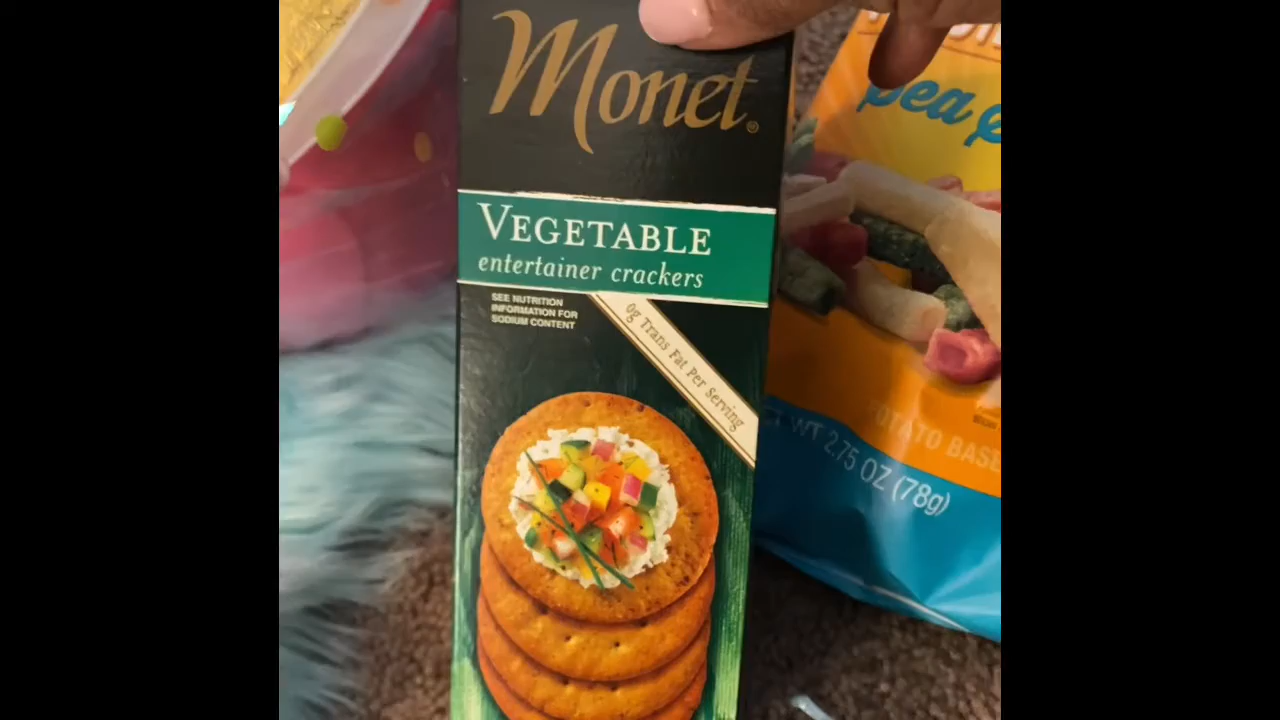 Monet®
VEGETABLE
entertainer crackers
SEE NUTRITION
INFORMATION FOR
SODIUM CONTENT
0g Trans Fat Per Serving
pea
POTATO BASE
NET WT 2.75 OZ (78g)